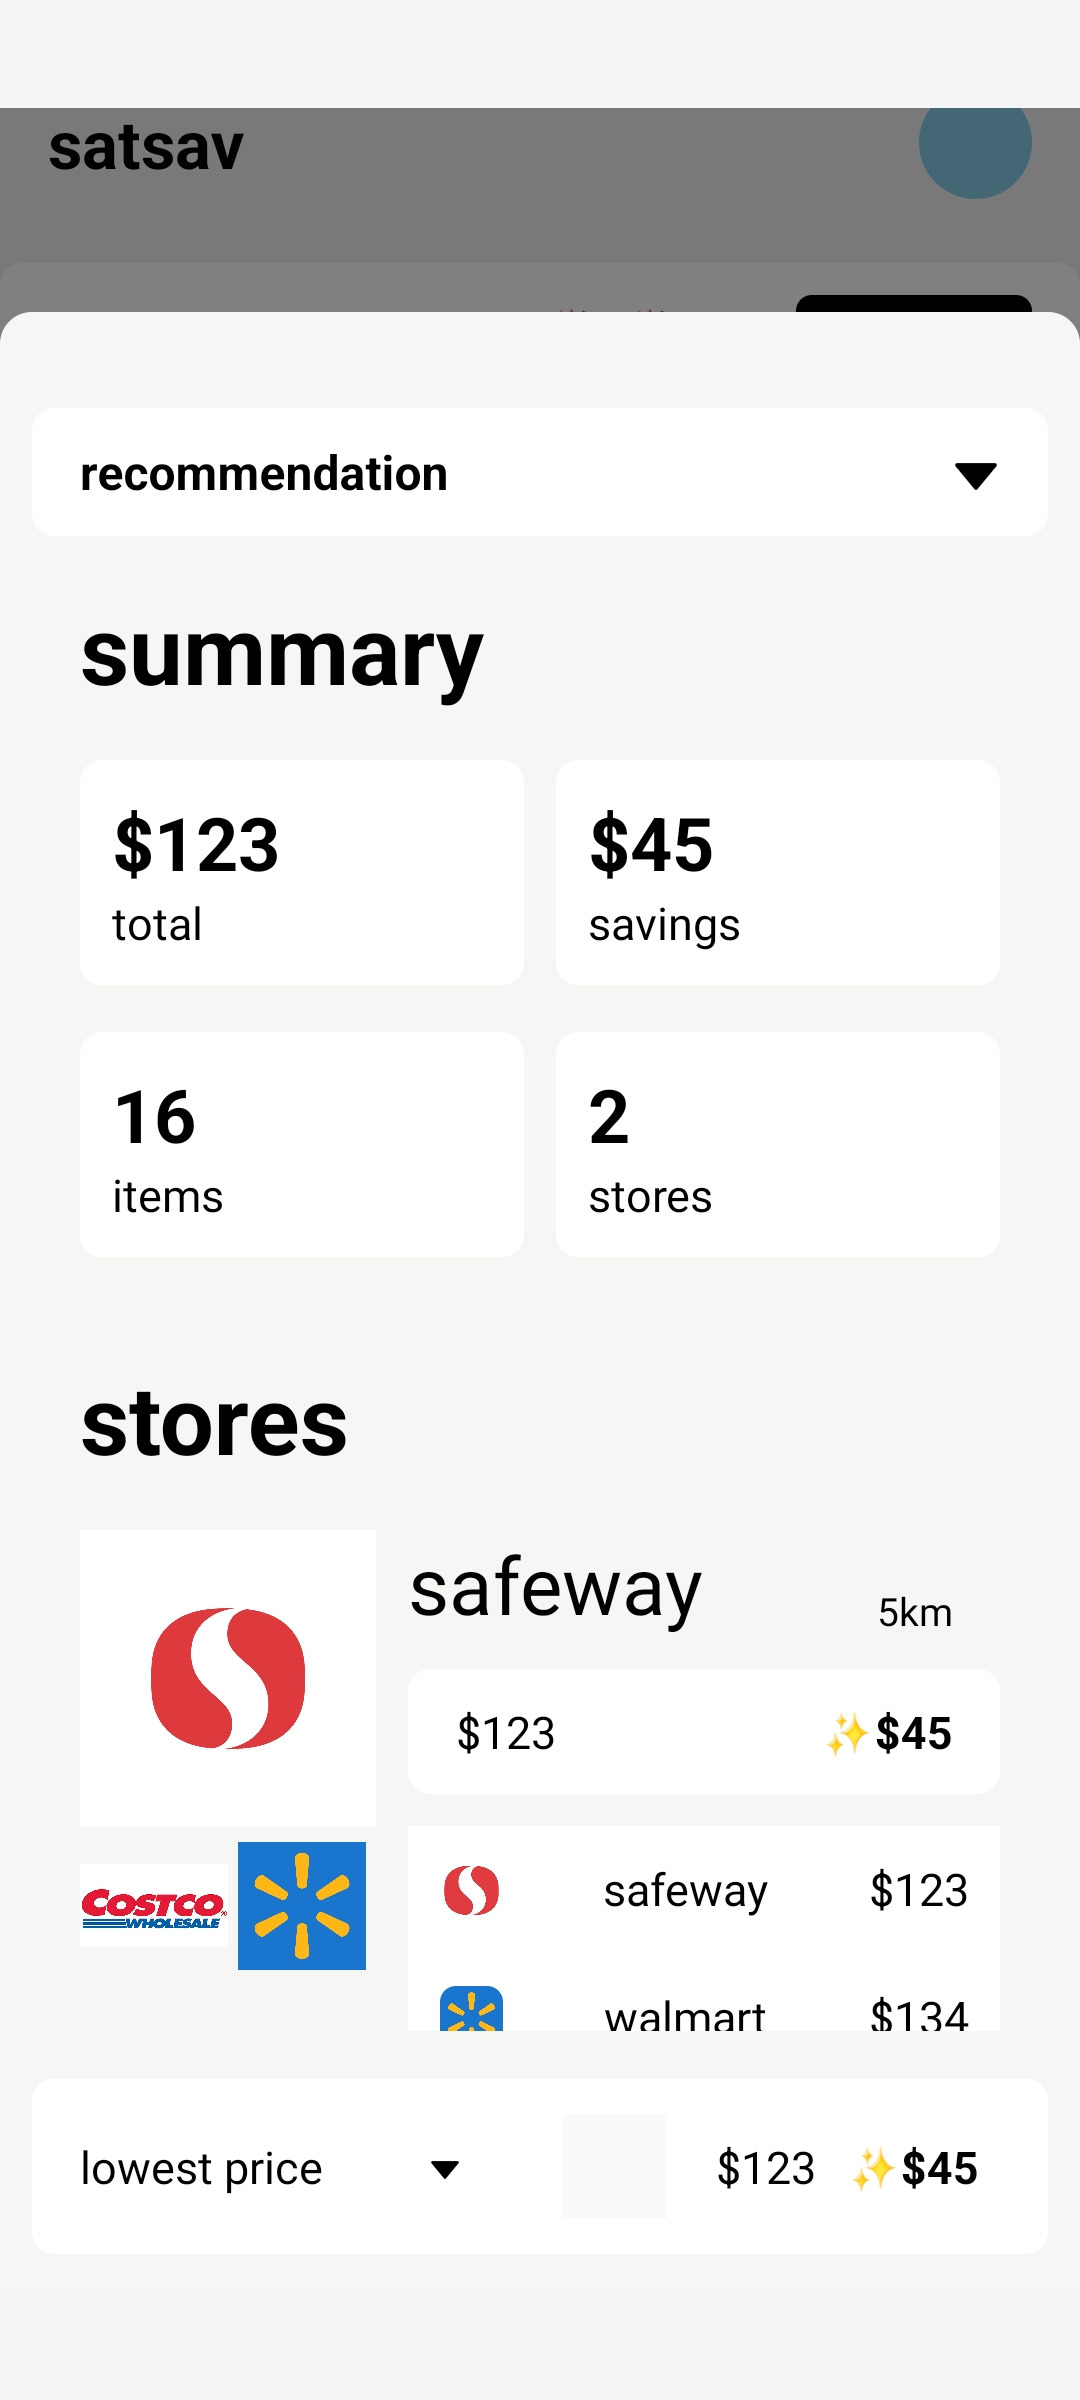 satsav
recommendation
summary
$123
total
$45
savings
16
items
2
stores
stores
safeway
5km
$123
✨$45
COSTCO
WHOLESALE
safeway $123
walmart $134
lowest price
$123 ✨$45